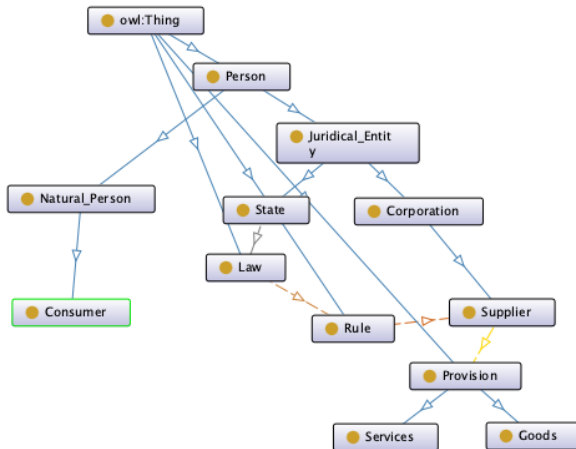 owl:Thing
Person
Juridical_Entit
y
Natural_Person
State
Corporation
Law
Consumer
Supplier
Rule
Provision
Services
Goods